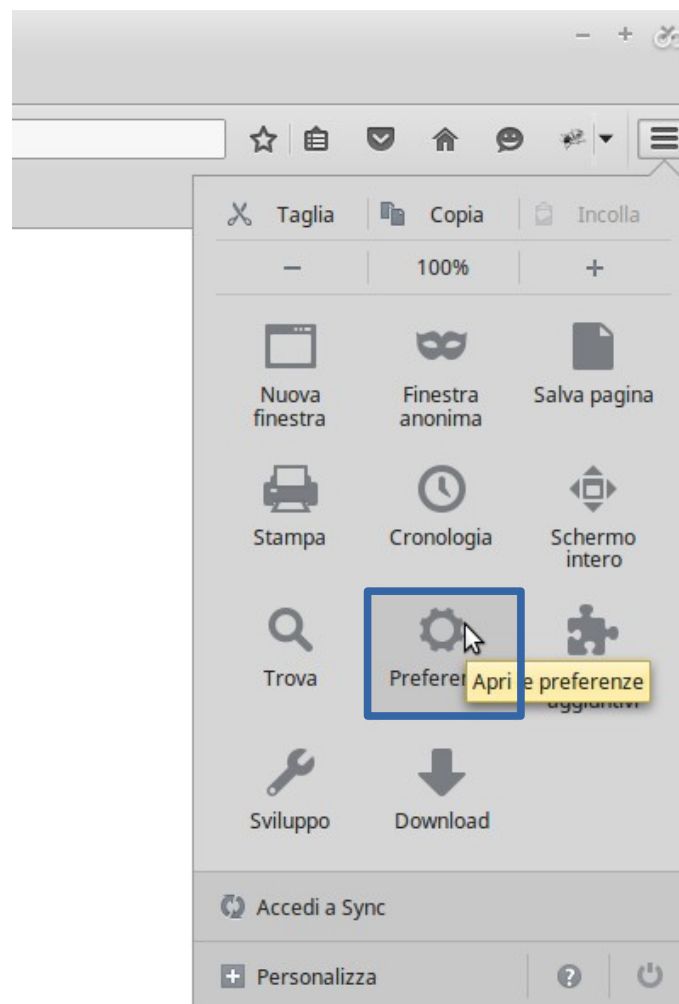 Taglia
Copia
Incolla
100%
Nuova
finestra
Finestra
anonima
Salva pagina
Stampa
Cronologia
Schermo
intero
Trova
Apri le preferenze
aggiuntivi
Sviluppo
Download
Accedi a Sync
Personalizza